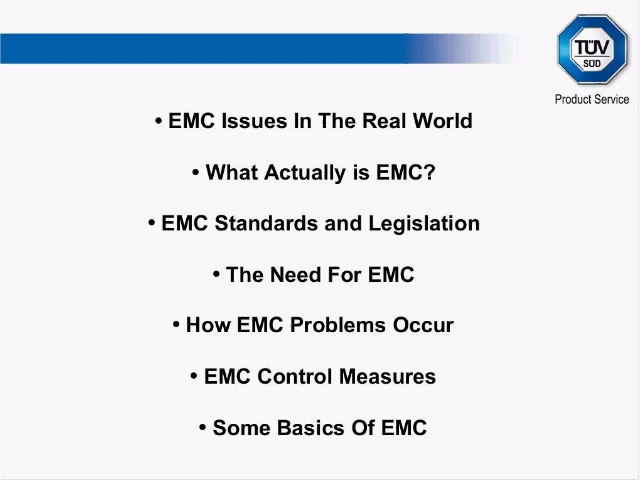 TÜV
SÜD
Product Service
• EMC Issues In The Real World
• What Actually is EMC?
• EMC Standards and Legislation
• The Need For EMC
• How EMC Problems Occur
• EMC Control Measures
• Some Basics Of EMC